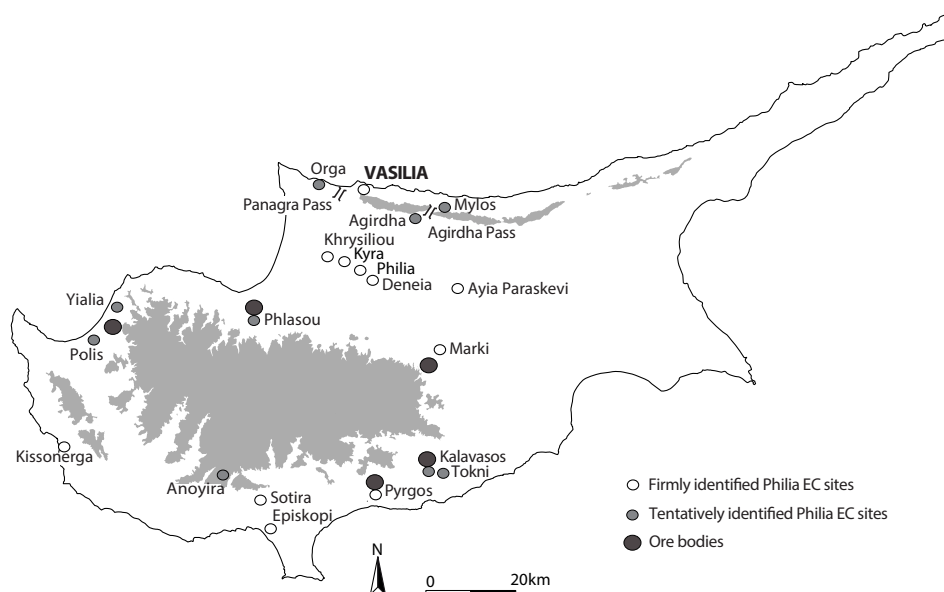 Orga
VASILIA
Panagra Pass
Mylos
Agirdha
Agirdha Pass
Khrysiliou
Kyra
Philia
Deneia
Ayia Paraskevi
Yialia
Phlasou
Polis
Marki
Kissonerga
Kalavasos
Tokni
Anoyira
Pyrgos
Sotira
Episkopi
Firmly identified Philia EC sites
Tentatively identified Philia EC sites
Ore bodies
N
0 20km